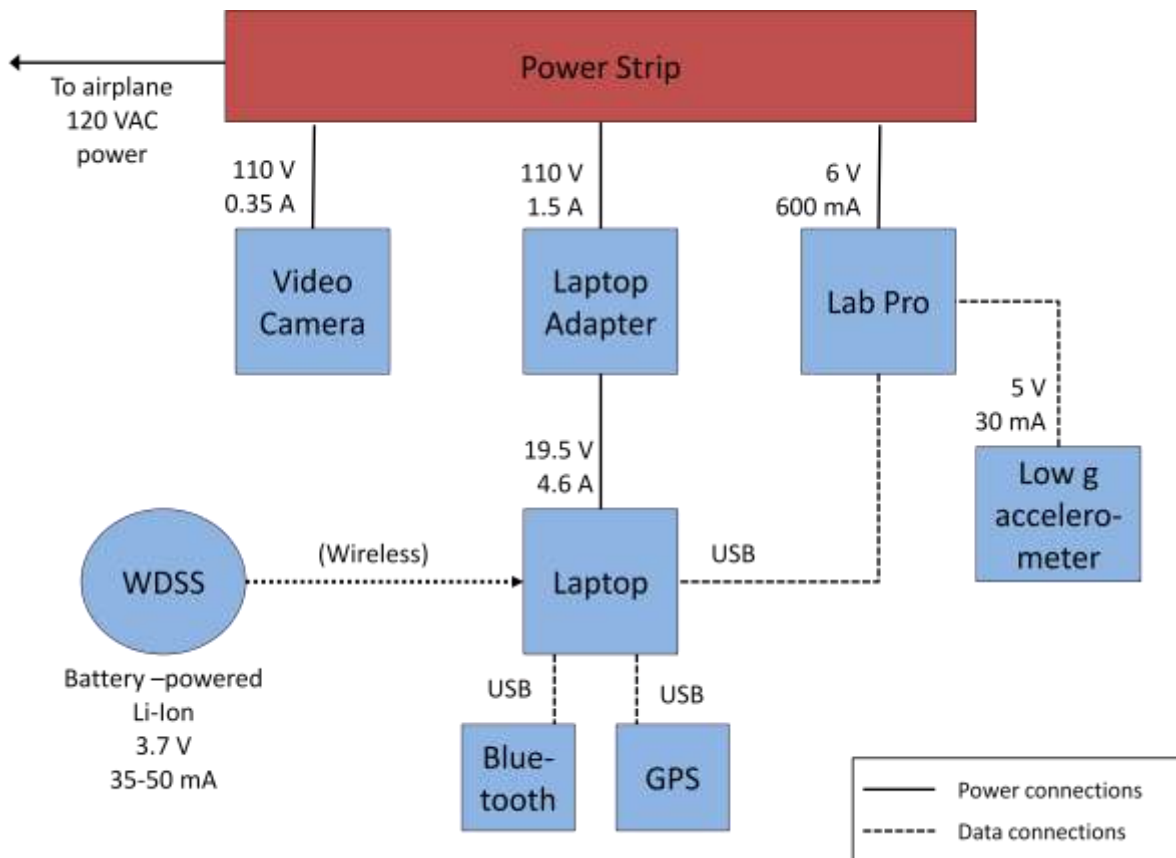 Power Strip
To airplane
120 VAC
power
110 V
0.35 A
110 V
1.5 A
6 V
600 mA
Video
Camera
Laptop
Adapter
Lab Pro
19.5 V
4.6 A
5 V
30 mA
Low g
accelero-
meter
WDSS
(Wireless)
Laptop
USB
Battery –powered
Li-Ion
3.7 V
35-50 mA
USB
USB
Blue-
tooth
GPS
Power connections
Data connections